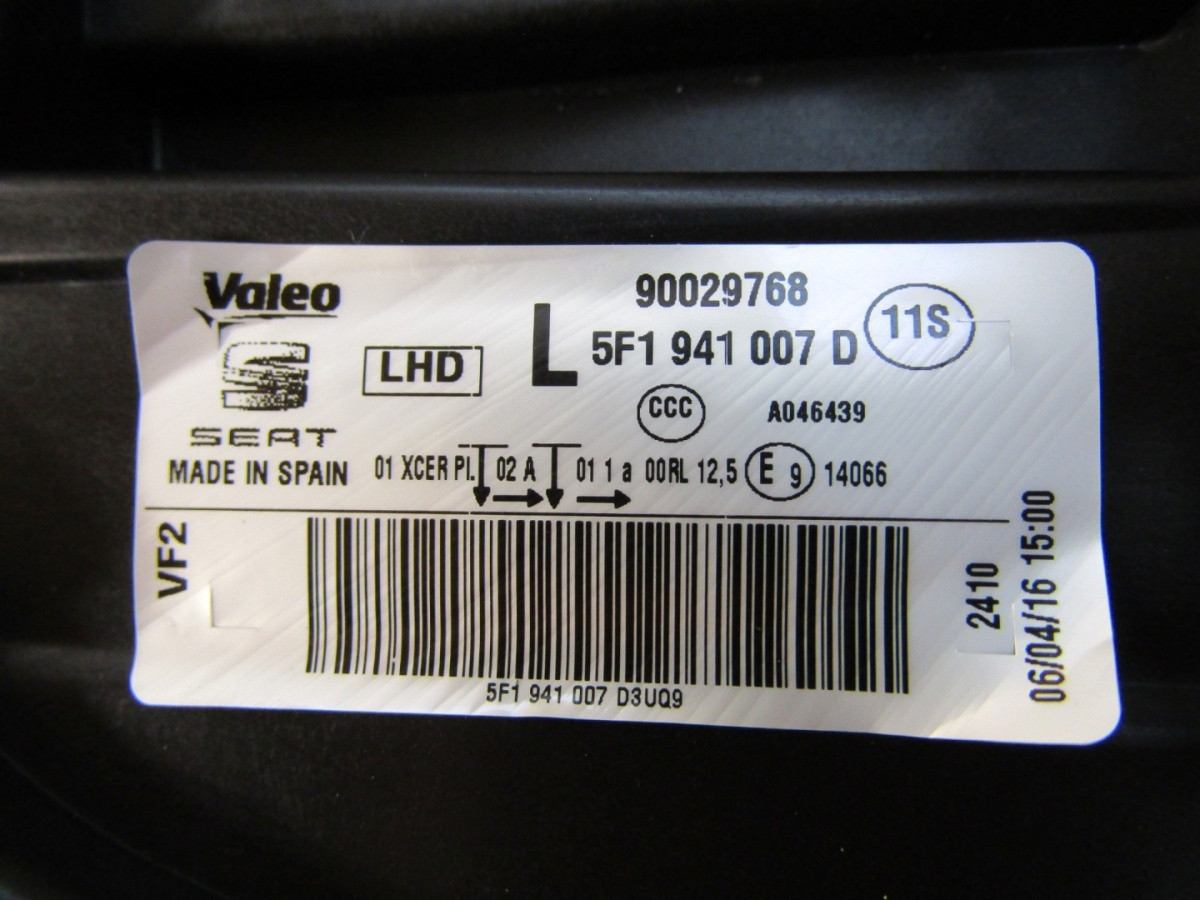 Valeo
SEAT
MADE IN SPAIN
LHD
L
90029768
5F1 941 007 D
11S
CCC
A046439
01 XCER PL 02 A 01 1 a 00RL 12,5 E 9 14066
VF2
5F1 941 007 D3UQ9
2410
06/04/16 15:00